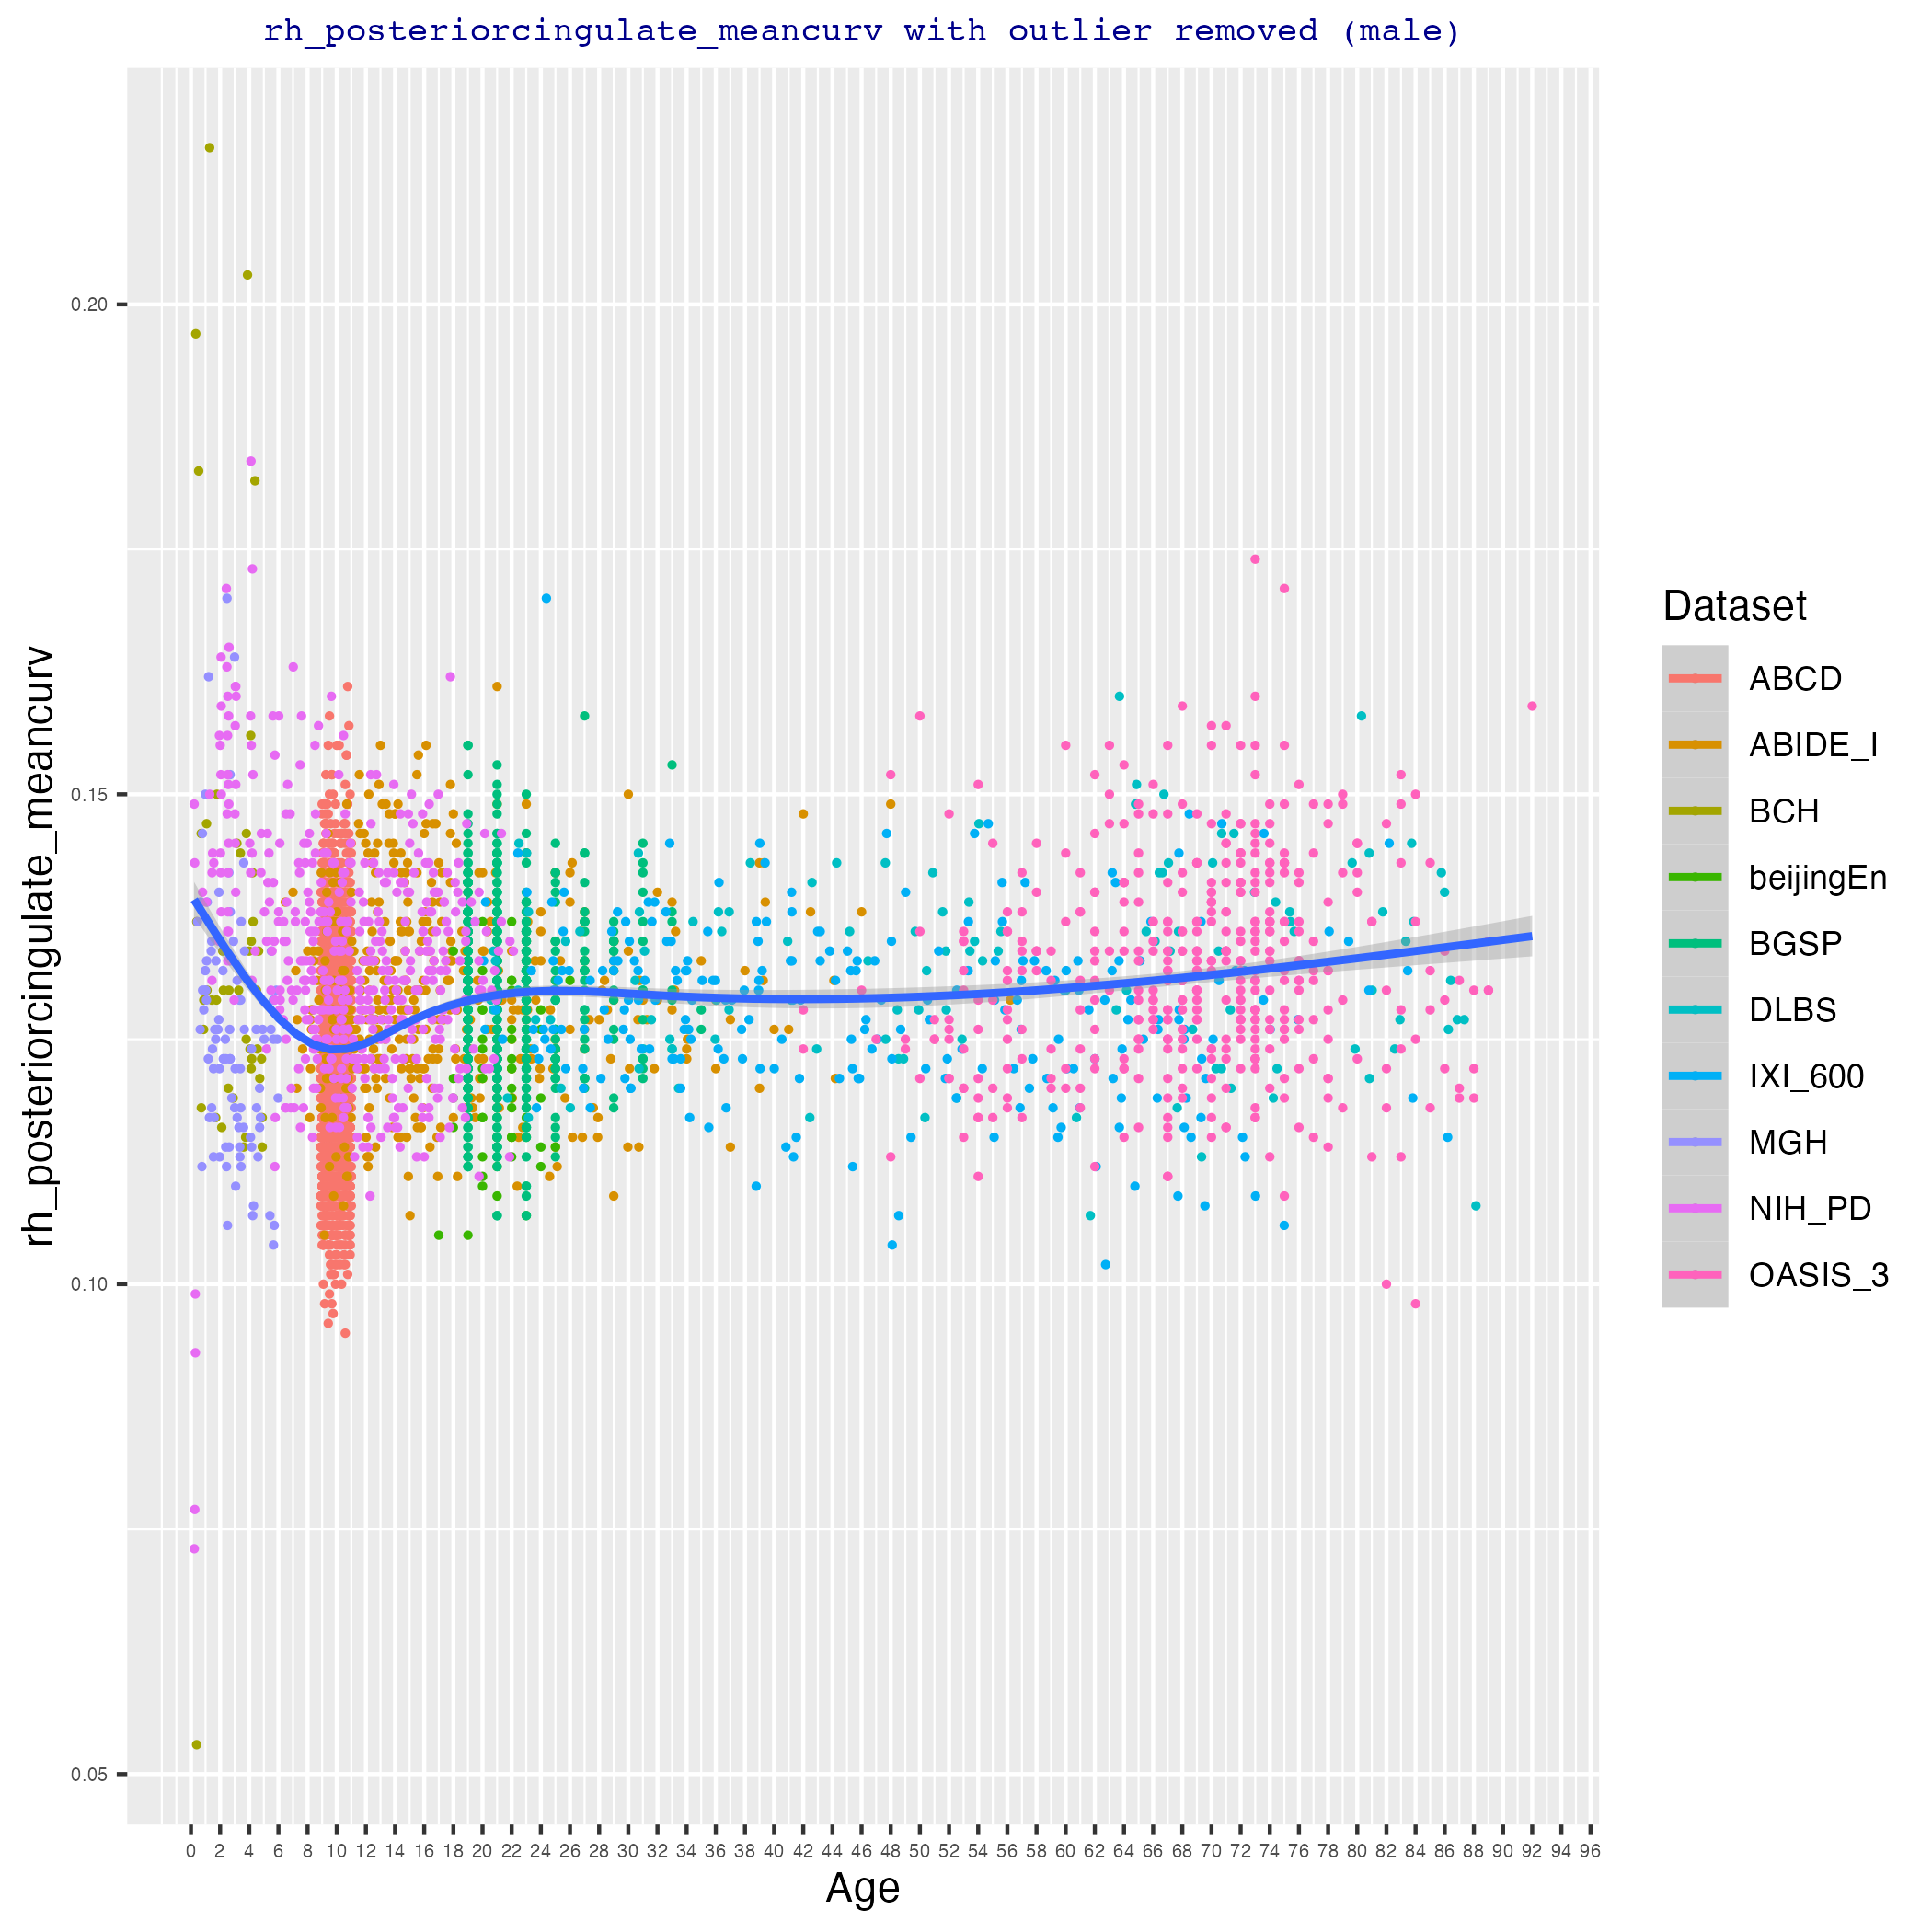 rh_posteriorcingulate_meancurv with outlier removed (male)
rh_posteriorcingulate_meancurv
0.20
0.15
0.10
0.05
0 2 4 6 8 10 12 14 16 18 20 22 24 26 28 30 32 34 36 38 40 42 44 46 48 50 52 54 56 58 60 62 64 66 68 70 72 74 76 78 80 82 84 86 88 90 92 94 96
Age
Dataset
ABCD
ABIDE_I
BCH
beijingEn
BGSP
DLBS
IXI_600
MGH
NIH_PD
OASIS_3